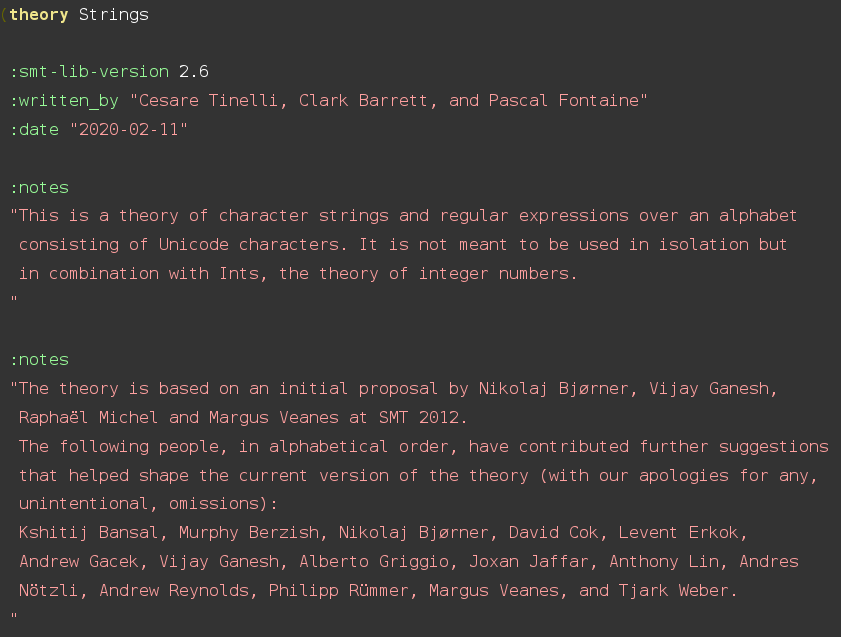 (theory Strings
:smt-lib-version 2.6
:written_by "Cesare Tinelli, Clark Barrett, and Pascal Fontaine"
:date "2020-02-11"
:notes
"This is a theory of character strings and regular expressions over an alphabet
consisting of Unicode characters. It is not meant to be used in isolation but
in combination with Ints, the theory of integer numbers.
"
:notes
"The theory is based on an initial proposal by Nikolaj Bjørner, Vijay Ganesh,
Raphaël Michel and Margus Veanes at SMT 2012.
The following people, in alphabetical order, have contributed further suggestions
that helped shape the current version of the theory (with our apologies for any,
unintentional, omissions):
Kshitij Bansal, Murphy Berzish, Nikolaj Bjørner, David Cok, Levent Erkok,
Andrew Gacek, Vijay Ganesh, Alberto Griggio, Joxan Jaffar, Anthony Lin, Andres
Nötzli, Andrew Reynolds, Philipp Rümmer, Margus Veanes, and Tjark Weber.
"